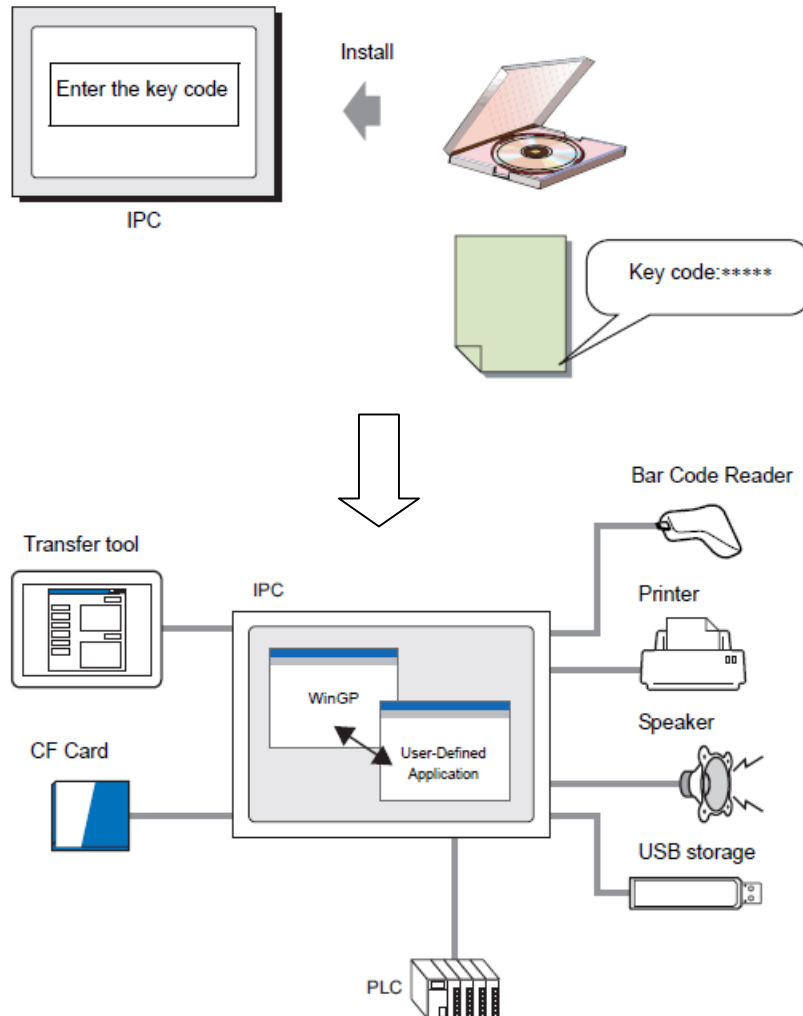 Install
Enter the key code
IPC
Key code:*****
Bar Code Reader
Transfer tool
IPC
Printer
WinGP
Speaker
CF Card
User-Defined
Application
USB storage
PLC